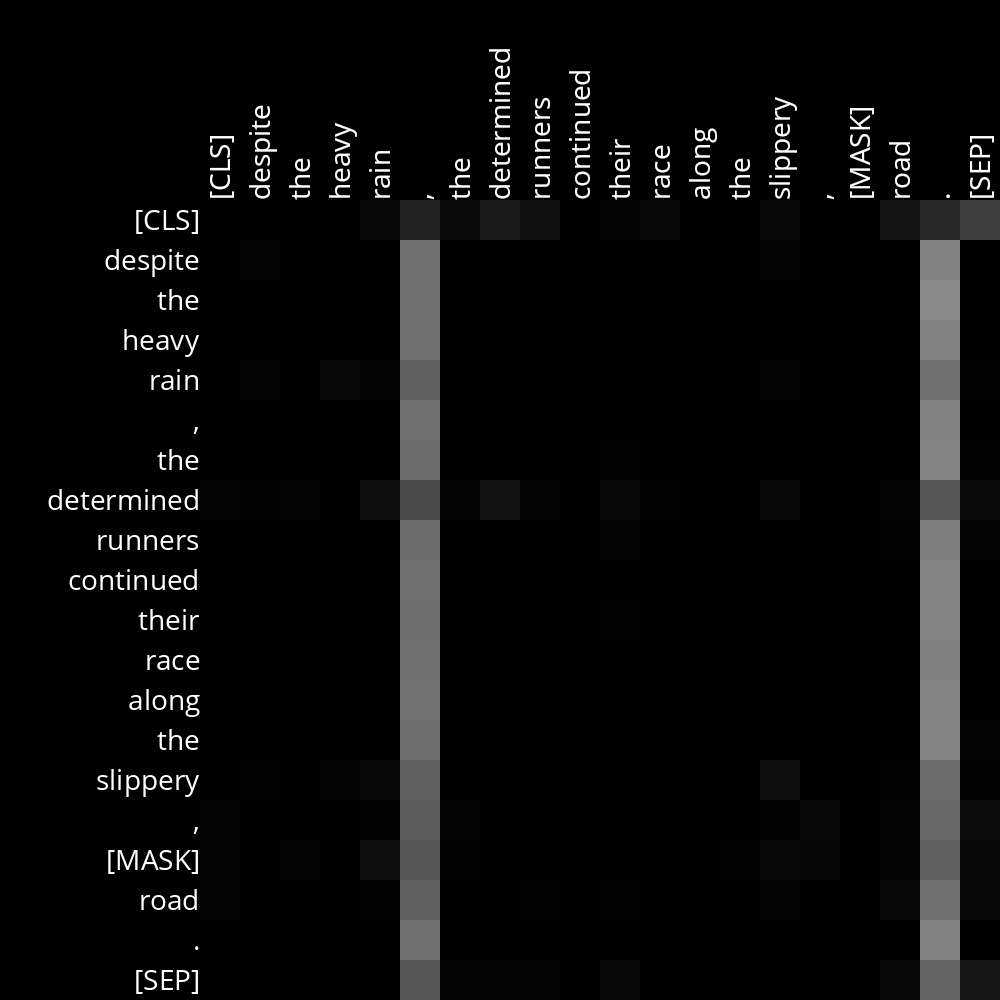 [CLS] despite the heavy rain , the determined runners continued their race along the slippery , [MASK] road . [SEP]
[CLS]
despite
the
heavy
rain
,
the
determined
runners
continued
their
race
along
the
slippery
,
[MASK]
road
.
[SEP]